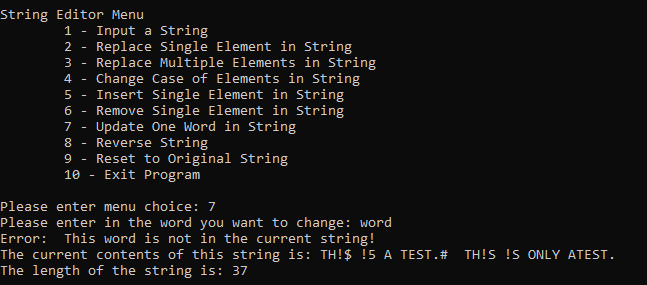 String Editor Menu
1 - Input a String
2 - Replace Single Element in String
3 - Replace Multiple Elements in String
4 - Change Case of Elements in String
5 - Insert Single Element in String
6 - Remove Single Element in String
7 - Update One Word in String
8 - Reverse String
9 - Reset to Original String
10 - Exit Program
Please enter menu choice: 7
Please enter in the word you want to change: word
Error:  This word is not in the current string!
The current contents of this string is: TH!$ !5 A TEST.#  TH!S !S ONLY ATEST.
The length of the string is: 37